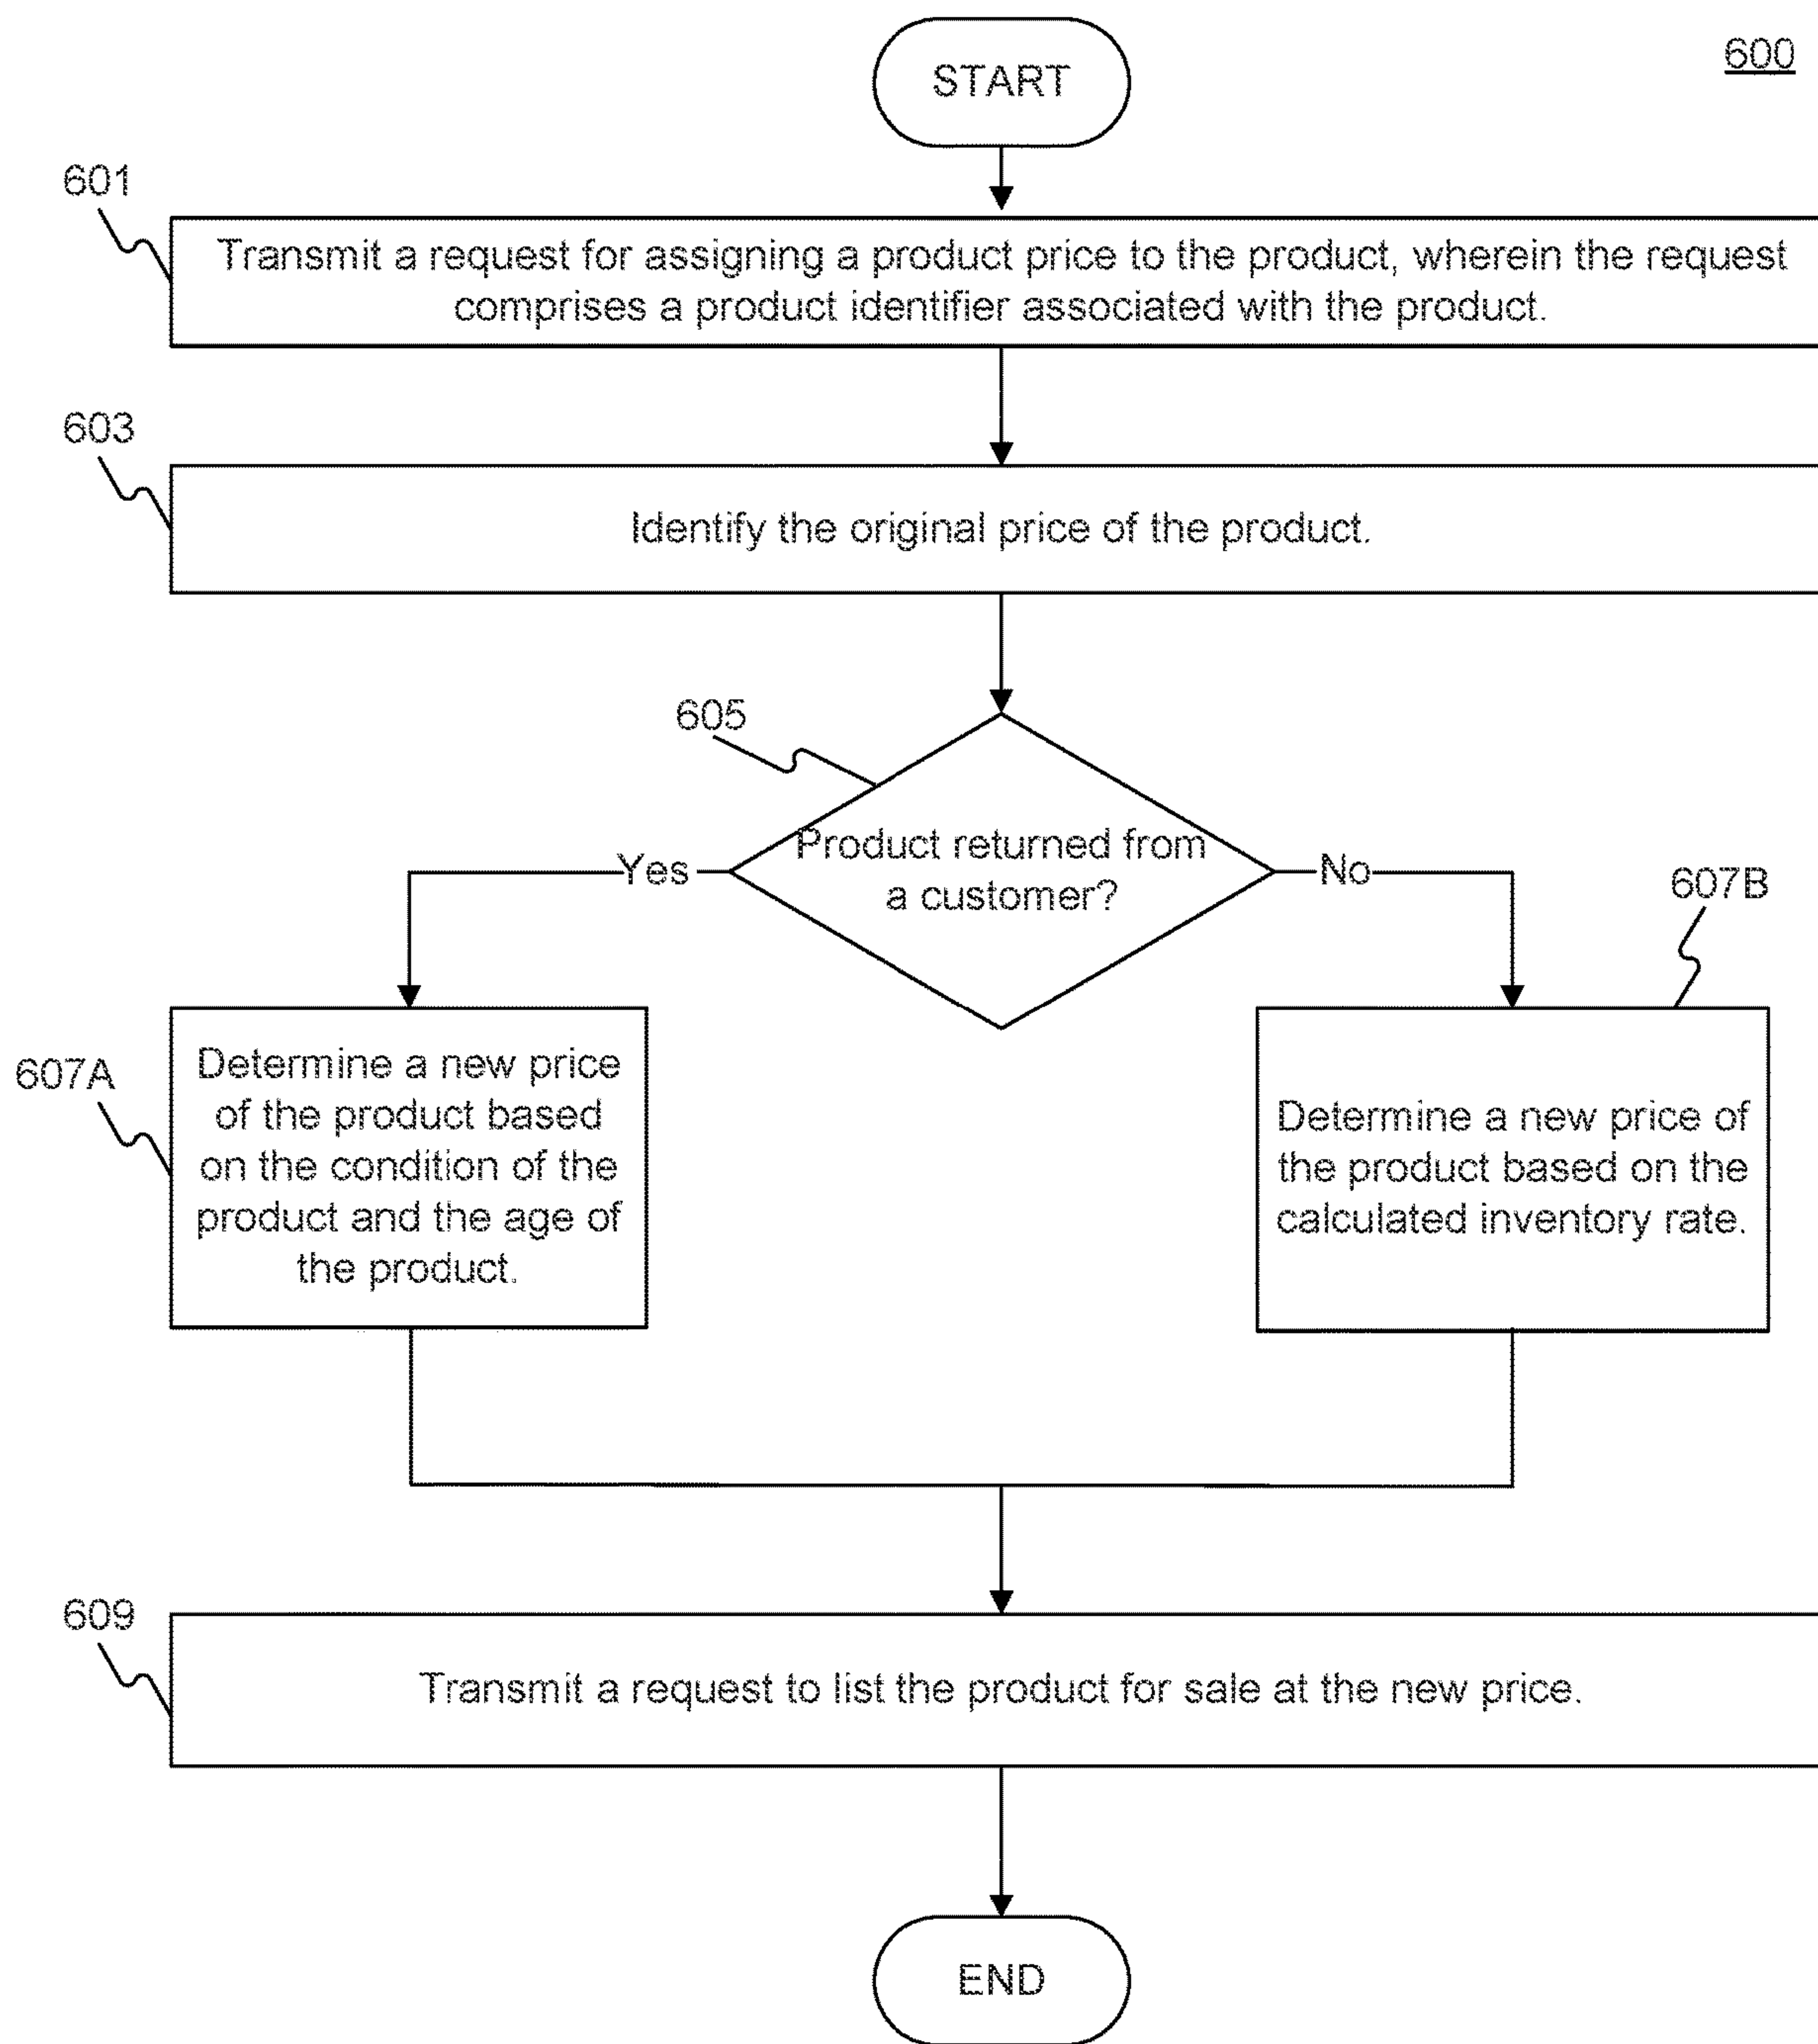 600
START
601
Transmit a request for assigning a product price to the product, wherein the request
comprises a product identifier associated with the product.
603
Identify the original price of the product.
605
Product returned from
a customer?
Yes
No
607A
Determine a new price
of the product based
on the condition of the
product and the age of
the product.
607B
Determine a new price of
the product based on the
calculated inventory rate.
609
Transmit a request to list the product for sale at the new price.
END